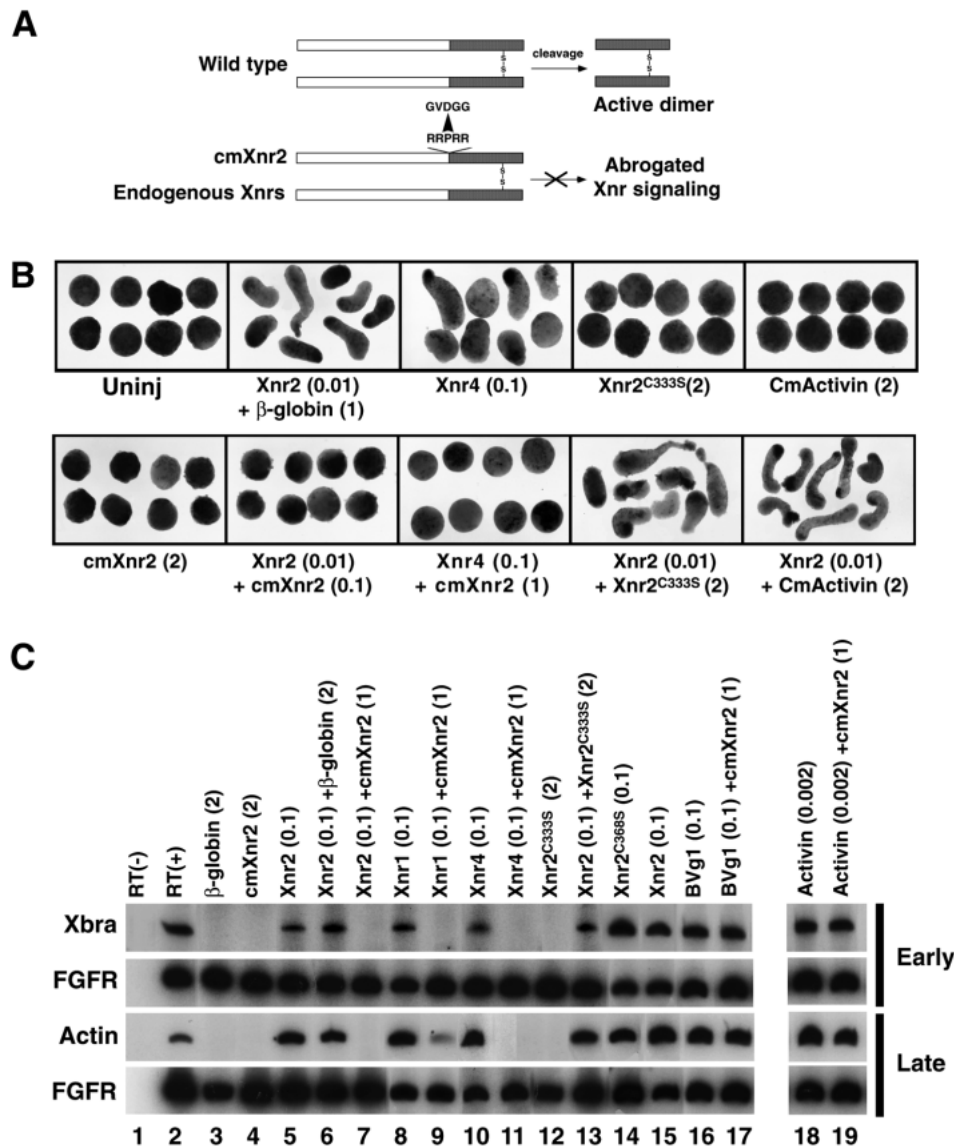 A
Wild type
cleavage
S
S
S
S
Active dimer
GVDGG
RRPRR
cmXnr2
Endogenous Xnrs
S
S
Abrogated
Xnr signaling
B
Uninj
Xnr2 (0.01)
+ β-globin (1)
Xnr4 (0.1)
Xnr2C333S(2)
CmActivin (2)
cmXnr2 (2)
Xnr2 (0.01)
+ cmXnr2 (0.1)
Xnr4 (0.1)
+ cmXnr2 (1)
Xnr2 (0.01)
+ Xnr2C333S (2)
Xnr2 (0.01)
+ CmActivin (2)
C
RT(-)
RT(+)
β-globin (2)
cmXnr2 (2)
Xnr2 (0.1)
Xnr2 (0.1) +β-globin (2)
Xnr2 (0.1) +cmXnr2 (1)
Xnr1 (0.1)
Xnr1 (0.1) +cmXnr2 (1)
Xnr4 (0.1)
Xnr4 (0.1) +cmXnr2 (1)
Xnr2C333S (2)
Xnr2 (0.1) +Xnr2C333S (2)
Xnr2C368S (0.1)
Xnr2 (0.1)
BVg1 (0.1)
BVg1 (0.1) +cmXnr2 (1)
Activin (0.002)
Activin (0.002) +cmXnr2 (1)
Xbra
FGFR
Early
Actin
FGFR
Late
1 2 3 4 5 6 7 8 9 10 11 12 13 14 15 16 17 18 19